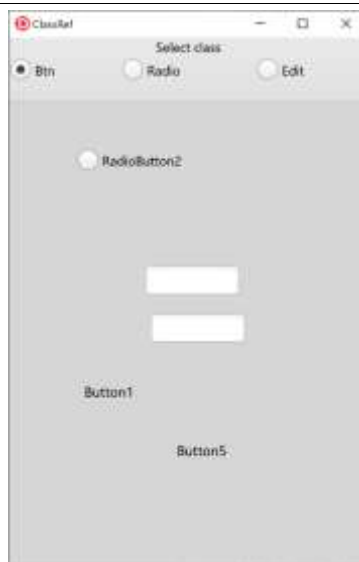 ClassRef
Select class
Btn Radio Edit
RadioButton2
Button1
Button5